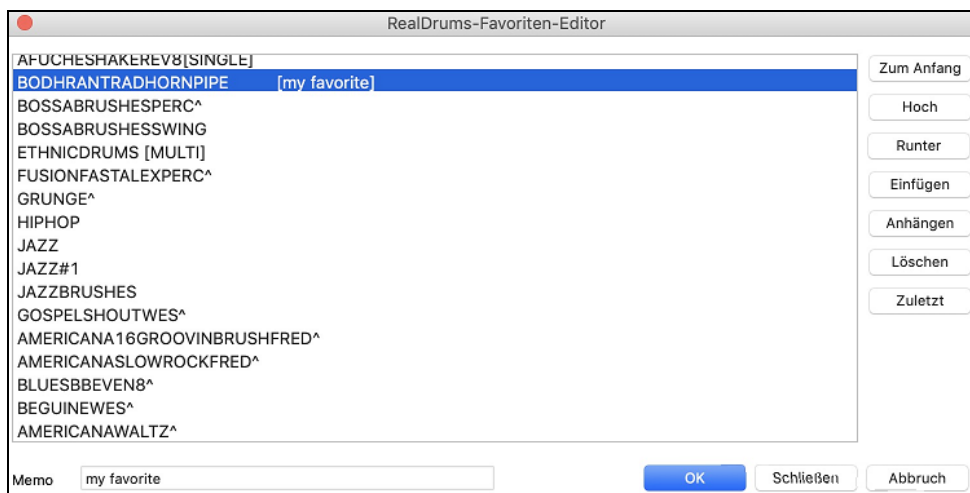 RealDrums-Favoriten-Editor
AFUCHESHAKEREV8[SINGLE]
BODHRANTRADHORNPIPE [my favorite]
BOSSABRUSHESPERC^
BOSSABRUSHESSWING
ETHNICDRUMS [MULTI]
FUSIONFASTALEXPERC^
GRUNGE^
HIPHOP
JAZZ
JAZZ#1
JAZZBRUSHES
GOSPELSHOUTWES^
AMERICANA16GROOVINBRUSHFRED^
AMERICANASLOWROCKFRED^
BLUESBBEVEN8^
BEGUINEWES^
AMERICANAWALTZ^
Zum Anfang
Hoch
Runter
Einfügen
Anhängen
Löschen
Zuletzt
Memo my favorite
OK Schließen Abbruch